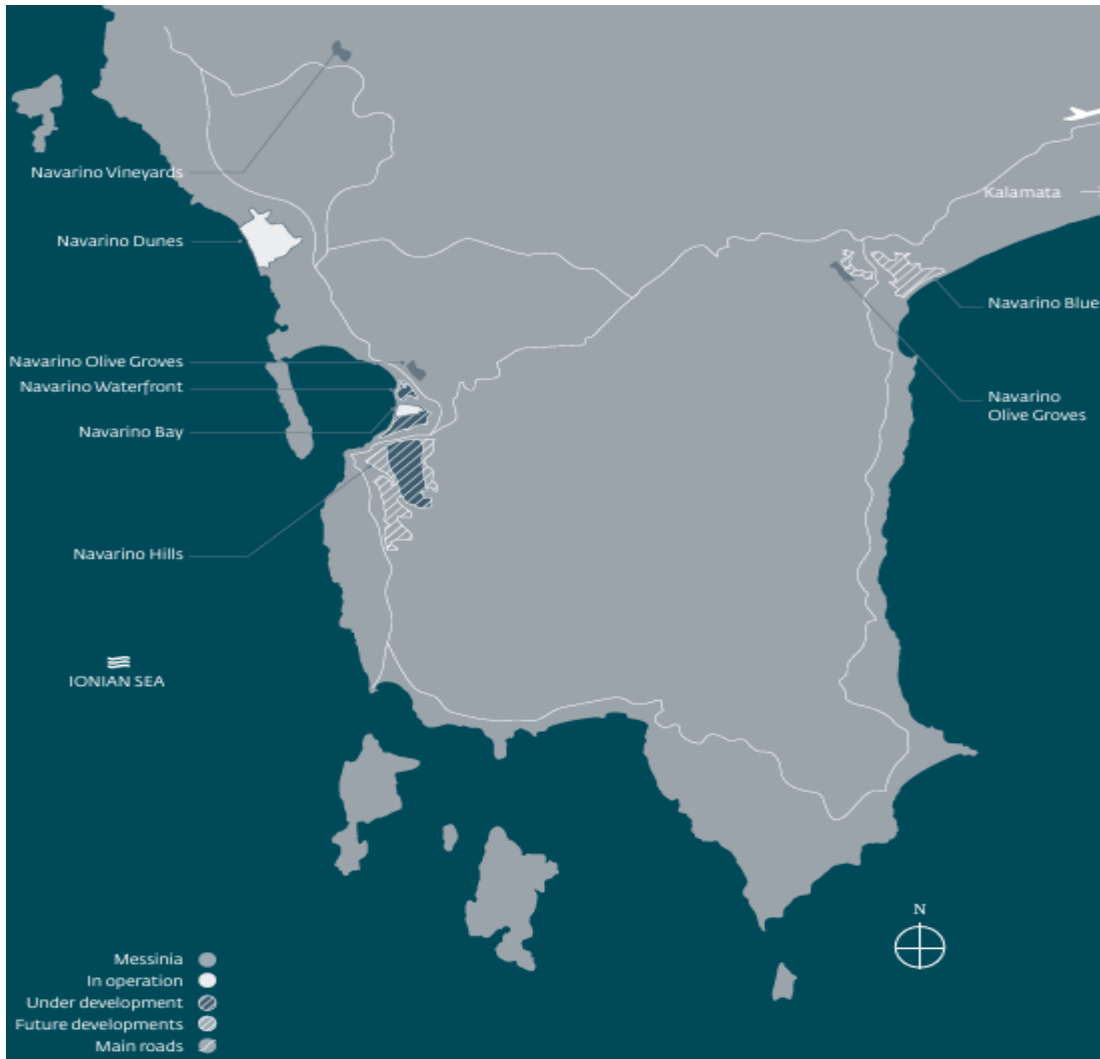 Navarino Vineyards
Kalamata
Navarino Dunes
Navarino Blue
Navarino Olive Groves
Navarino Waterfront
Navarino
Olive Groves
Navarino Bay
Navarino Hills
IONIAN SEA
N
Messinia
In operation
Under development
Future developments
Main roads